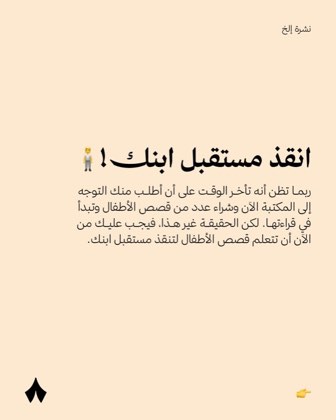 نشرة إلخ
انقذ مستقبل ابنك!🧍
ربما تظن أنه تأخر الوقت على أن أطلب منك التوجه
إلى المكتبة الآن وشراء عدد من قصص الأطفال وتبدأ
في قراءتها. لكن الحقيقة غير هذا. فيجب عليك من
الآن أن تتعلم قصص الأطفال لتنقذ مستقبل ابنك.
👉